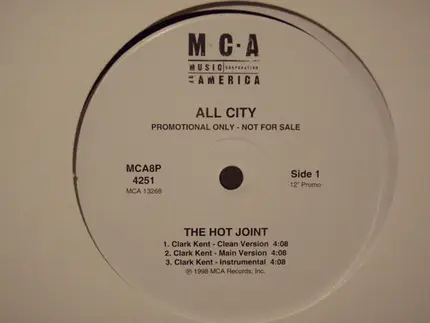 M·C·A
MUSIC CORPORATION
OF AMERICA
ALL CITY
PROMOTIONAL ONLY - NOT FOR SALE
MCA8P
4251
MCA 13268
Side 1
12" Promo
THE HOT JOINT
1. Clark Kent - Clean Version 4:08
2. Clark Kent - Main Version 4:08
3. Clark Kent - Instrumental 4:08
℗ 1998 MCA Records, Inc.